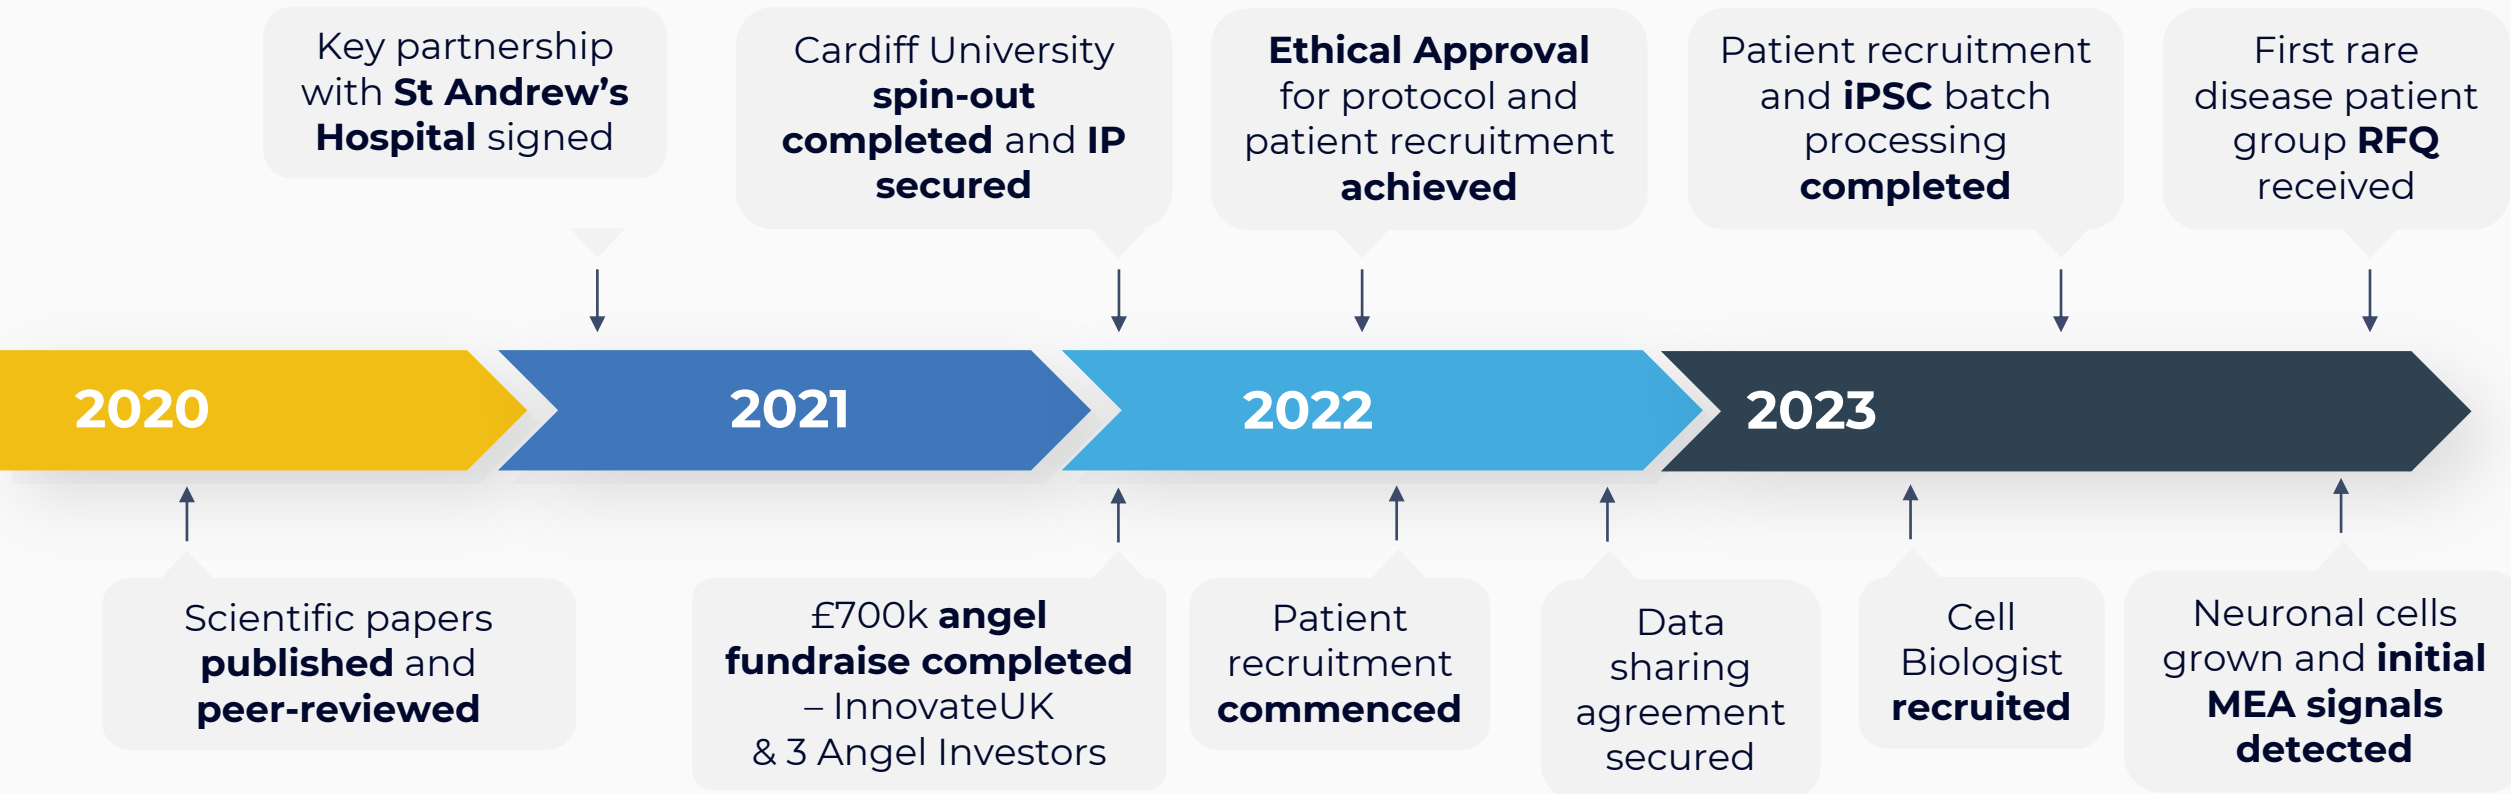 Key partnership
with St Andrew’s
Hospital signed
Cardiff University
spin-out
completed and IP
secured
Ethical Approval
for protocol and
patient recruitment
achieved
Patient recruitment
and iPSC batch
processing
completed
First rare
disease patient
group RFQ
received
2020
2021
2022
2023
Scientific papers
published and
peer-reviewed
£700k angel
fundraise completed
– InnovateUK
& 3 Angel Investors
Patient
recruitment
commenced
Data
sharing
agreement
secured
Cell
Biologist
recruited
Neuronal cells
grown and initial
MEA signals
detected